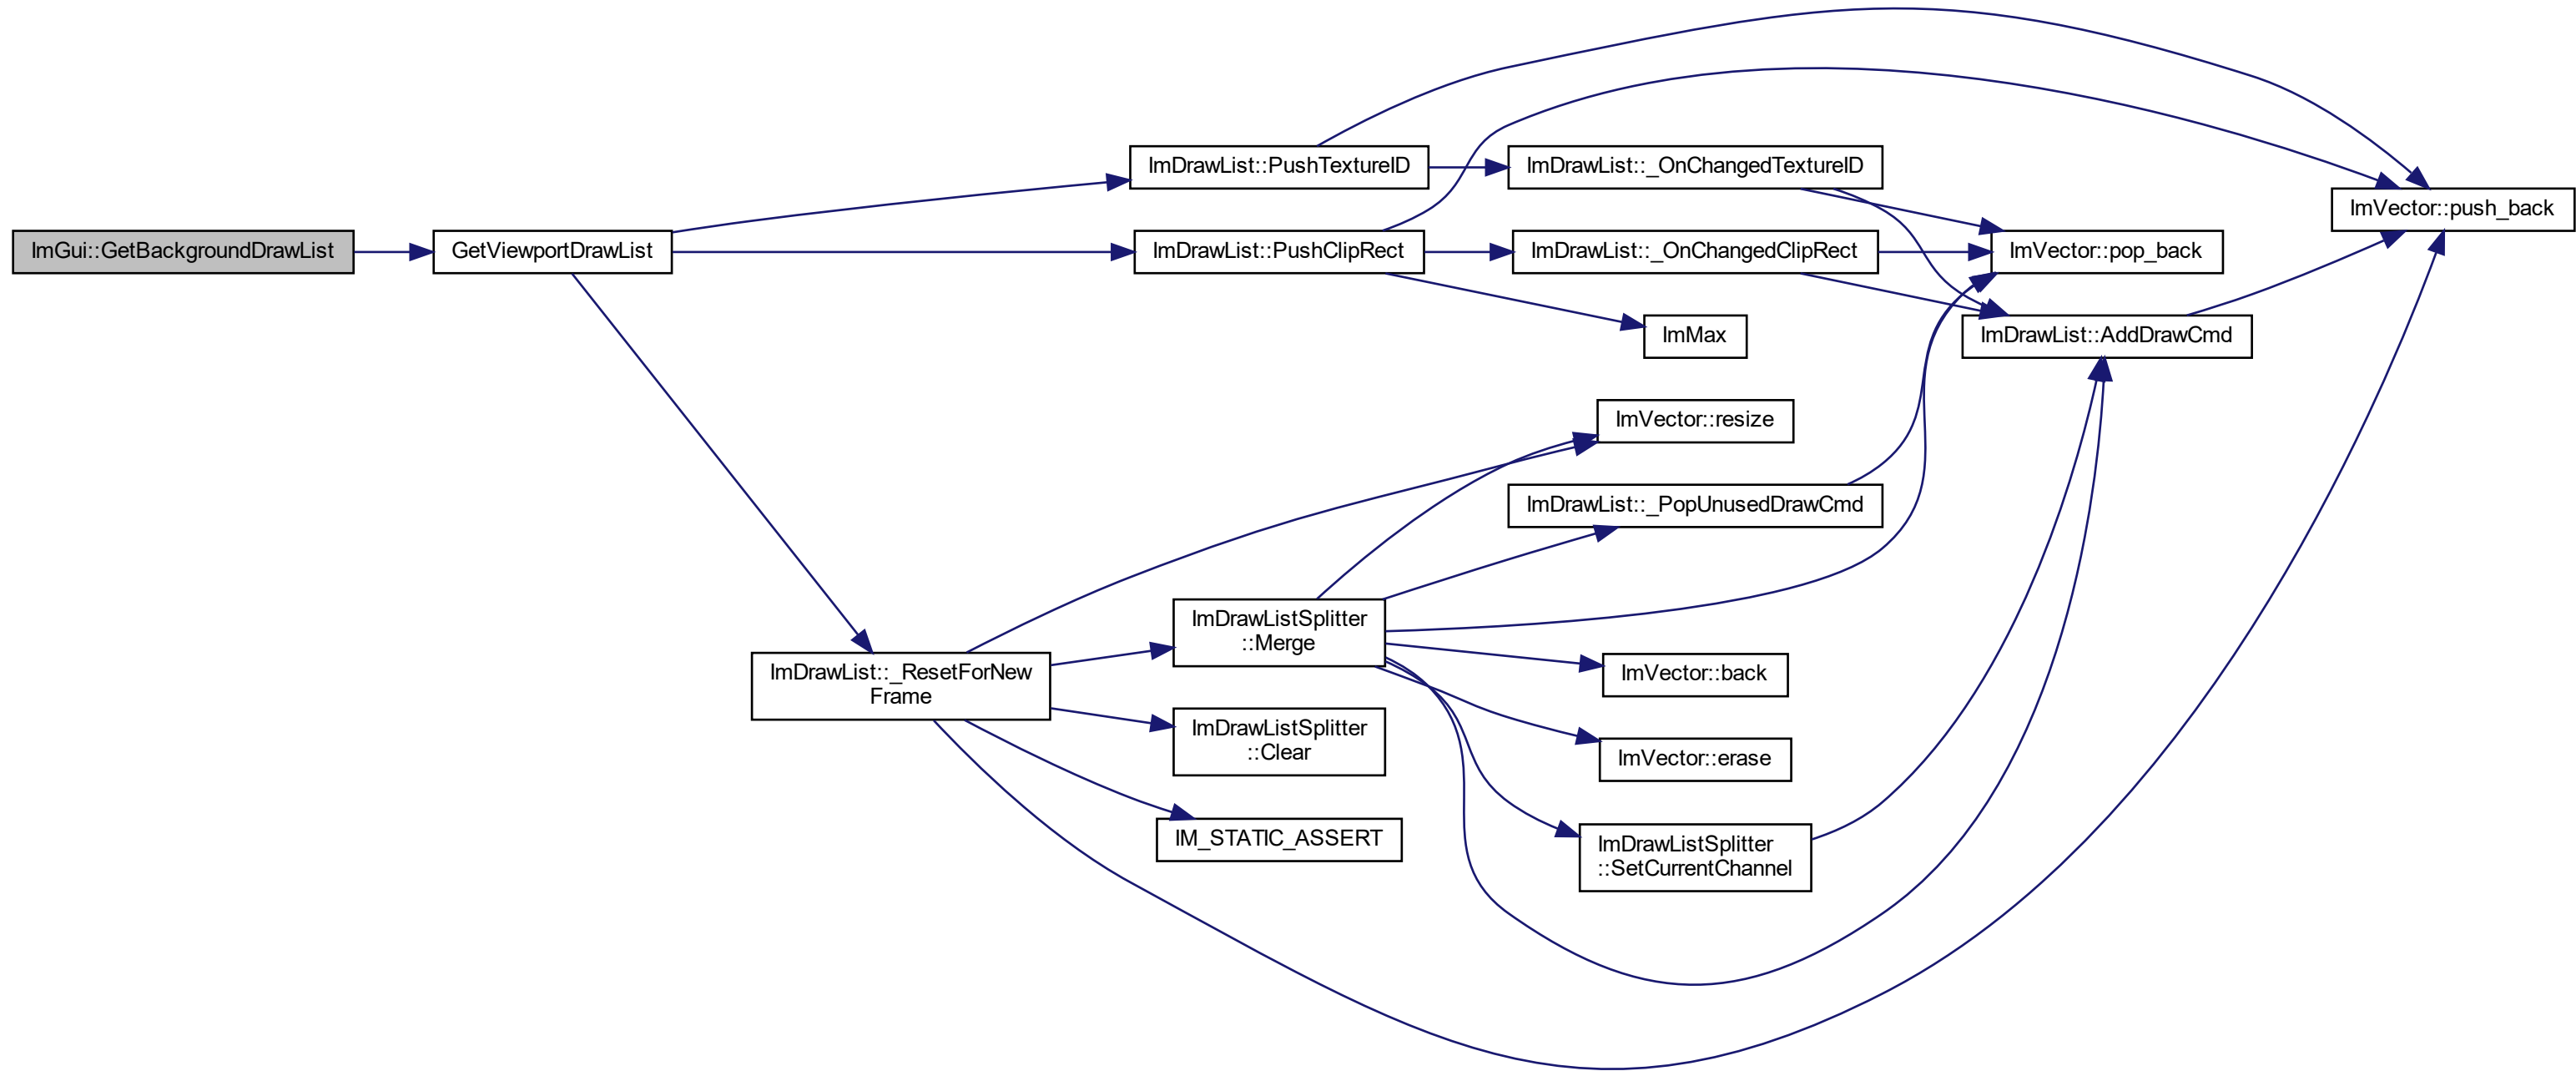 ImGui::GetBackgroundDrawList
GetViewportDrawList
ImDrawList::PushTextureID
ImDrawList::PushClipRect
ImDrawList::_ResetForNew
Frame
ImDrawList::_OnChangedTextureID
ImDrawList::_OnChangedClipRect
ImMax
ImVector::resize
ImDrawList::_PopUnusedDrawCmd
ImDrawListSplitter
::Merge
ImDrawListSplitter
::Clear
IM_STATIC_ASSERT
ImVector::back
ImVector::erase
ImDrawListSplitter
::SetCurrentChannel
ImVector::pop_back
ImDrawList::AddDrawCmd
ImVector::push_back